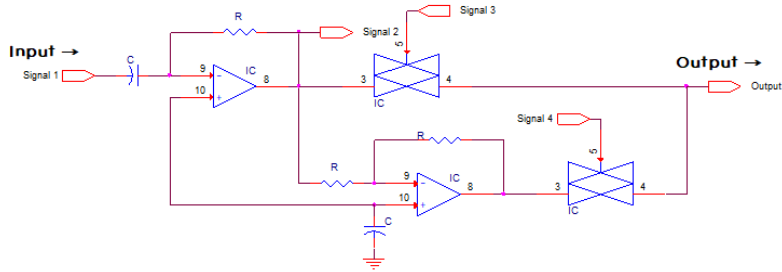 Signal 3
R
Signal 2
Input →
5
C
9
IC
Output →
Signal 1
8
3
4
Output
10
IC
Signal 4
R
5
R
9
8
3
4
IC
10
IC
C